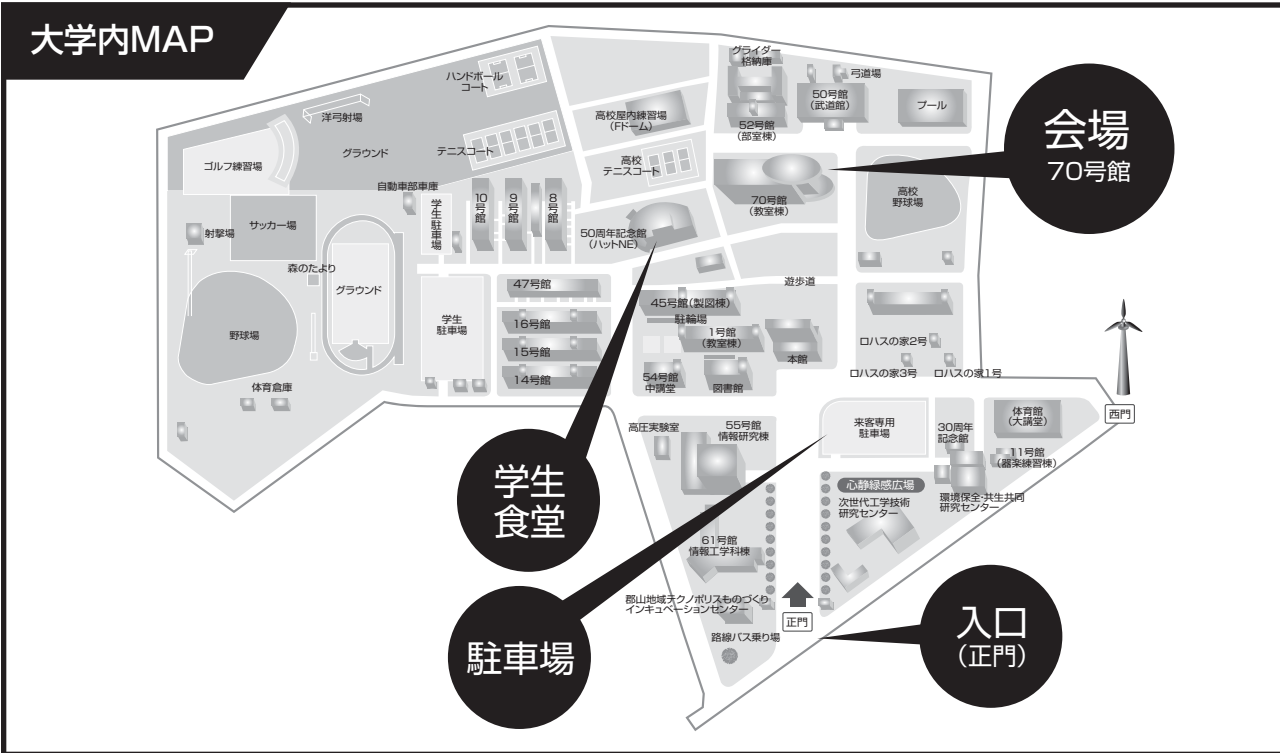 大学内MAP
グライダー
格納庫
弓道場
ハンドボール
コート
50号館
(武道館)
プール
洋弓射場
高校屋内練習場
(Fドーム)
52号館
(部室棟)
会場
70号館
ゴルフ練習場
グラウンド
テニスコート
高校
テニスコート
自動車部車庫
学生駐車場
10号館
9号館
8号館
70号館
(教室棟)
高校
野球場
射撃場
サッカー場
50周年記念館
(ハットNE)
森のたより
グラウンド
47号館
遊歩道
45号館(製図棟)
駐輪場
学生
駐車場
16号館
1号館
(教室棟)
野球場
15号館
本館
ロハスの家2号
14号館
54号館
中講堂
図書館
ロハスの家3号
ロハスの家1号
体育倉庫
西門
高圧実験室
55号館
情報研究棟
来客専用
駐車場
30周年
記念館
体育館
(大講堂)
11号館
(器楽練習棟)
学生
食堂
心静緑感広場
次世代工学技術
研究センター
環境保全・共生共同
研究センター
61号館
情報工学科棟
郡山地域テクノポリスものづくり
インキュベーションセンター
正門
路線バス乗り場
駐車場
入口
(正門)